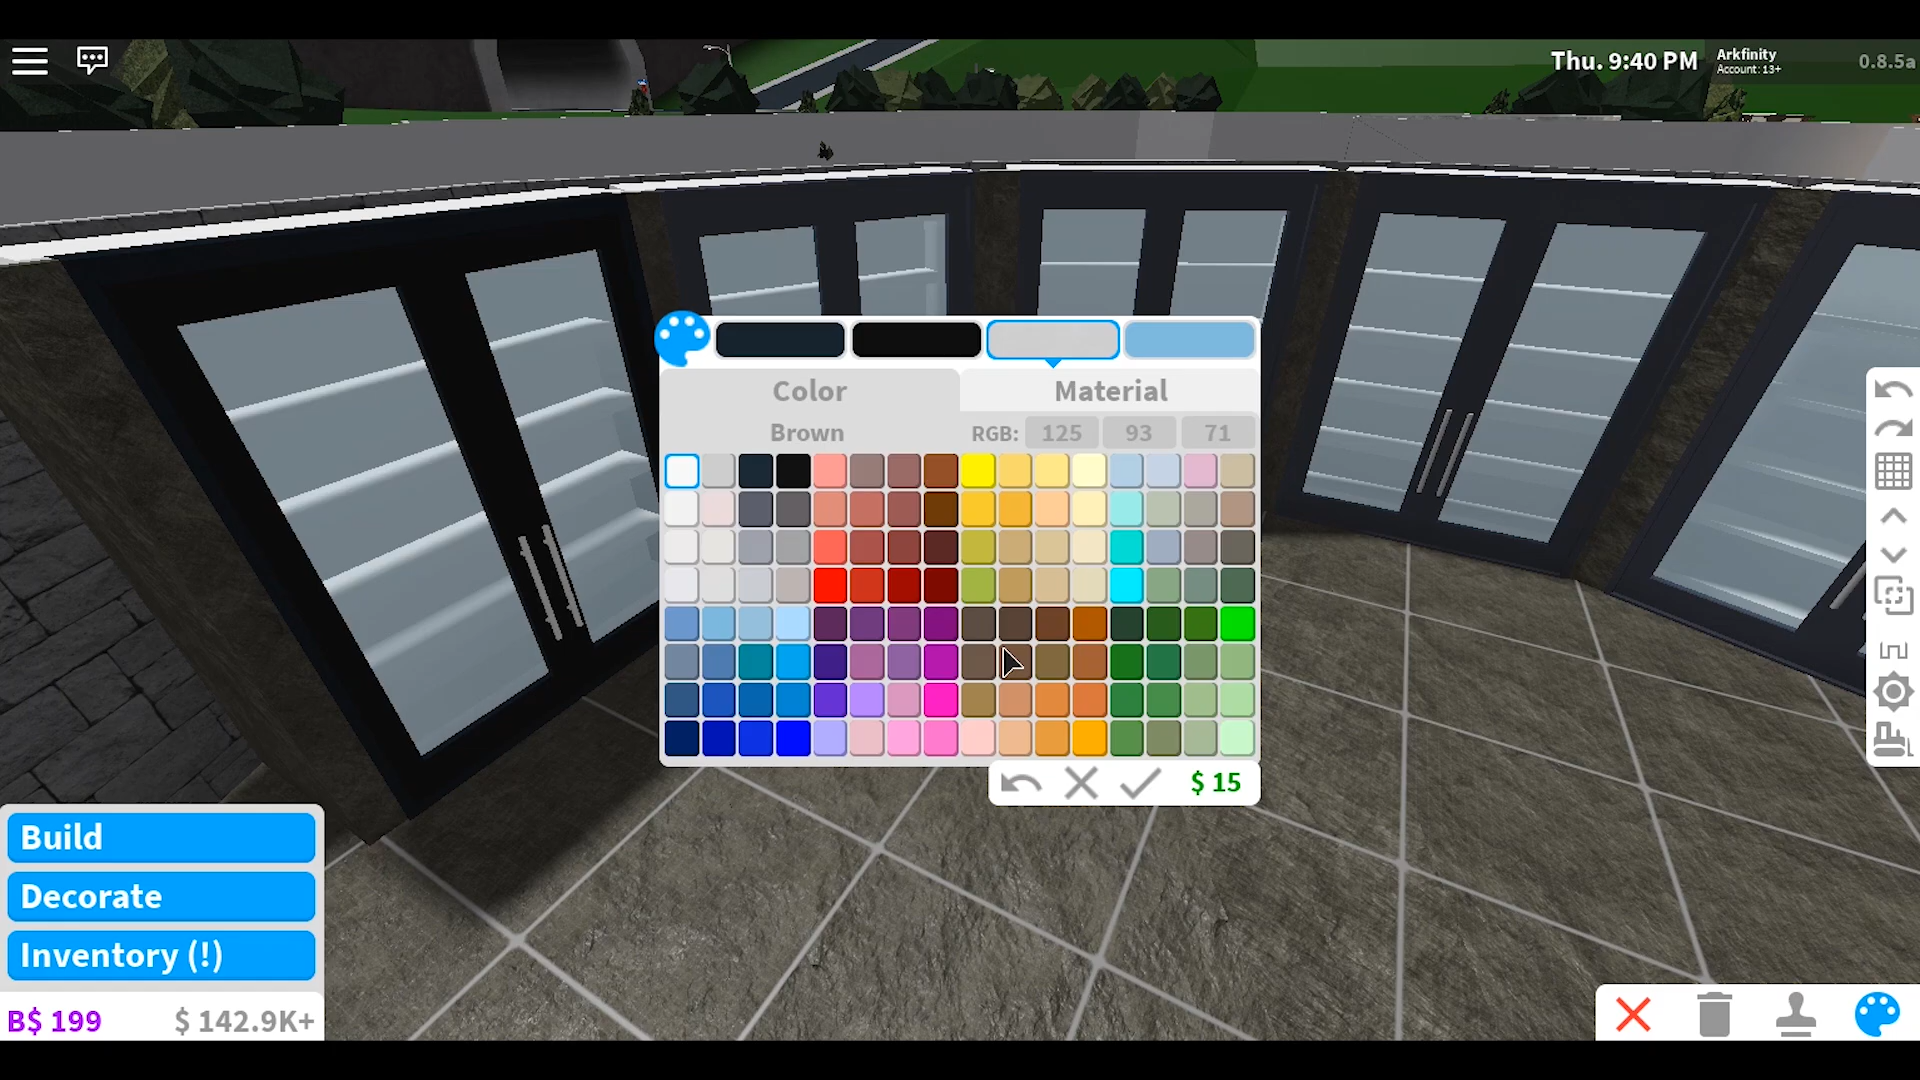 Thu. 9:40 PM
Arkfinity
Account: 13+
0.8.5a
Color
Material
Brown
RGB: 125 93 71
$ 15
Build
Decorate
Inventory (!)
B$ 199
$ 142.9K+